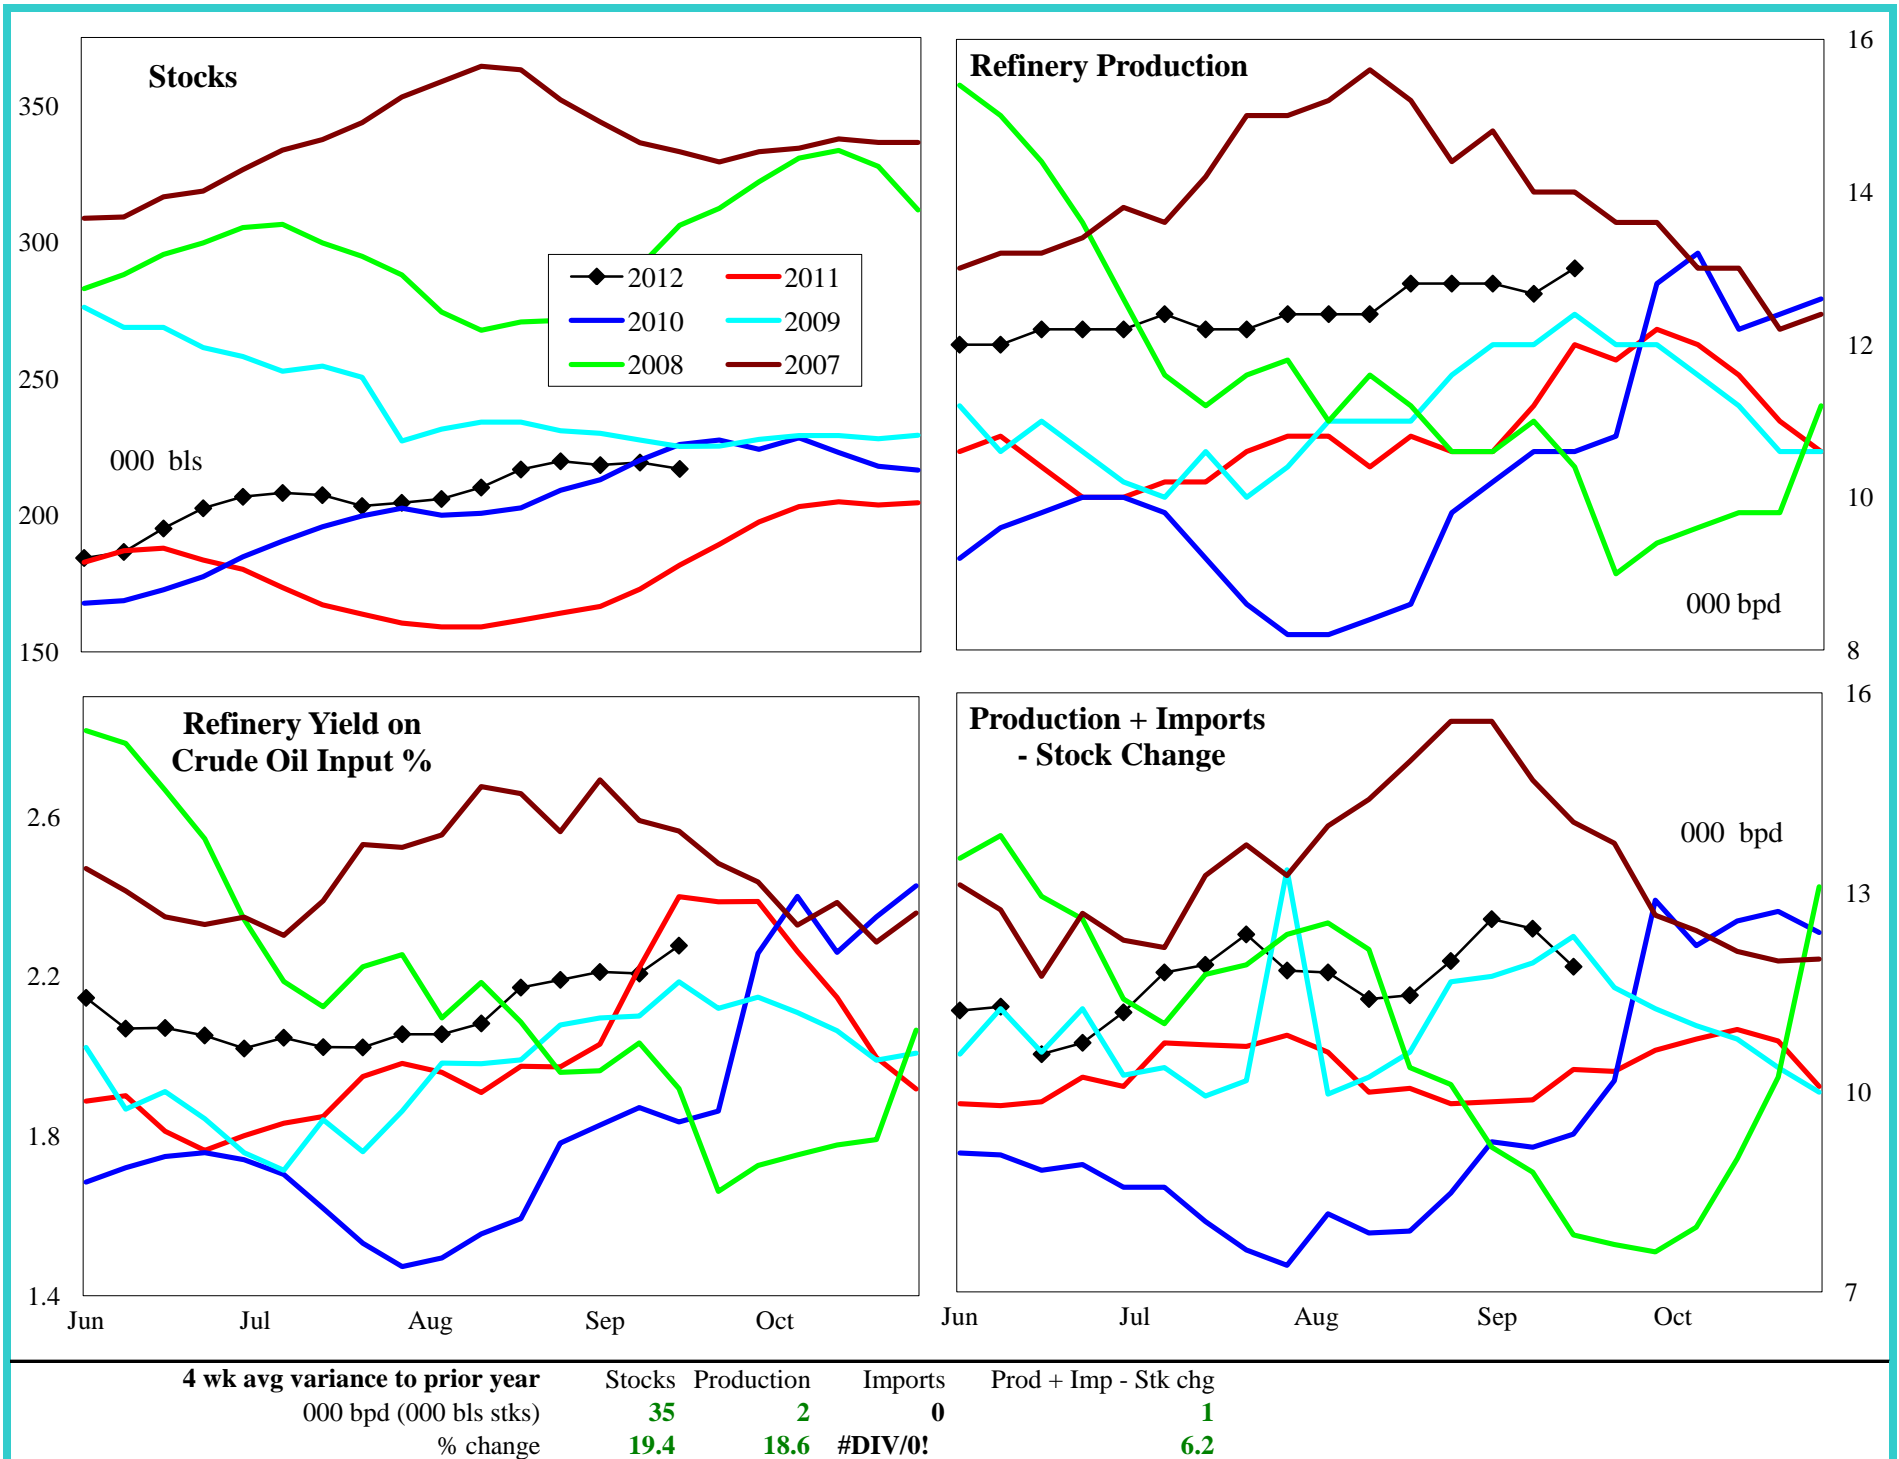 Stocks
350
300
250
200
150
000 bls
2012
2011
2010
2009
2008
2007
Refinery Production
16
14
12
10
8
000 bpd
Refinery Yield on
Crude Oil Input %
2.6
2.2
1.8
1.4
Jun Jul Aug Sep Oct
Production + Imports
- Stock Change
000 bpd
16
13
10
7
Jun Jul Aug Sep Oct
4 wk avg variance to prior year Stocks Production Imports Prod + Imp - Stk chg
000 bpd (000 bls stks) 35 2 0 1
% change 19.4 18.6 #DIV/0! 6.2